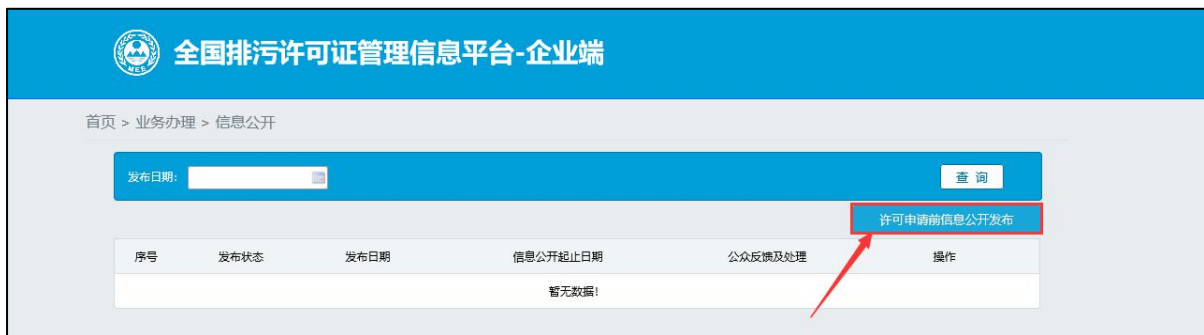 MEE
全国排污许可证管理信息平台-企业端
首页 > 业务办理 > 信息公开
发布日期:
查 询
许可申请前信息公开发布
序号 发布状态 发布日期 信息公开起止日期 公众反馈及处理 操作
暂无数据!